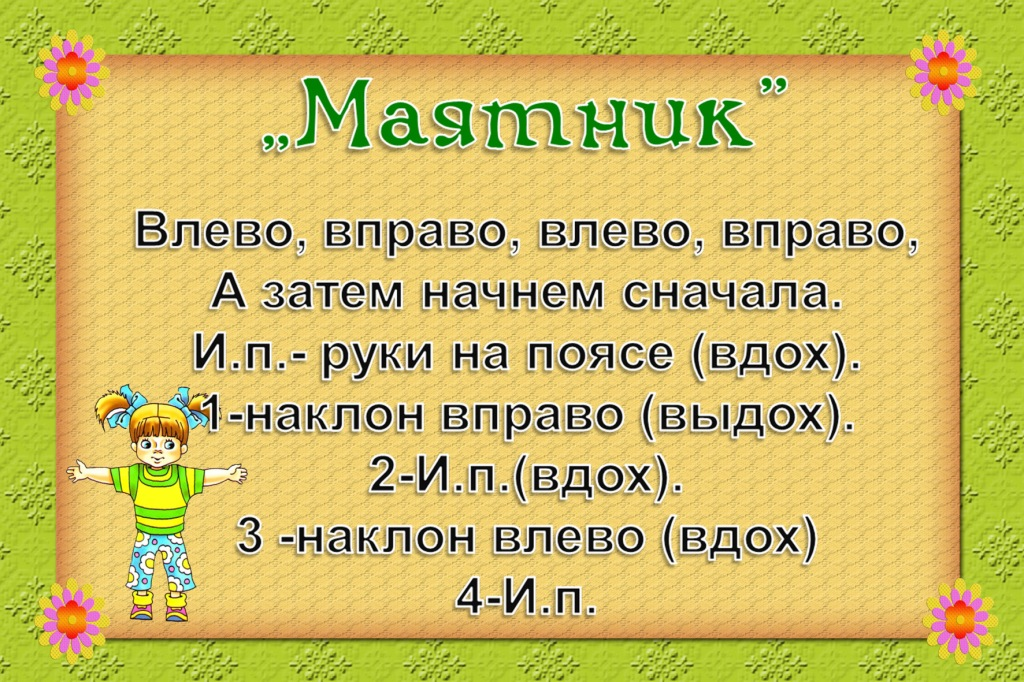 „Маятник”
Влево, вправо, влево, вправо,
А затем начнем сначала.
И.п.- руки на поясе (вдох).
1-наклон вправо (выдох).
2-И.п.(вдох).
3 -наклон влево (вдох)
4-И.п.